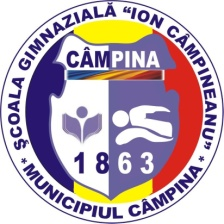 ȘCOALA GIMNAZIALĂ “ION CÂMPINEANU”
CÂMPINA
1863
* MUNICIPIUL CÂMPINA *